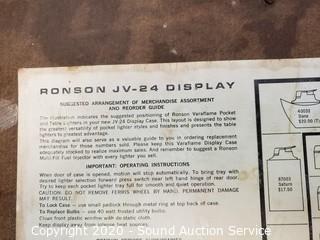 RONSON JV-24 DISPLAY
SUGGESTED ARRANGEMENT OF MERCHANDISE ASSORTMENT
AND REORDER GUIDE
The illustration indicates the suggested positioning of Ronson Varaflame Pocket
and Table Lighters in your new JV-24 Display Case. This layout is designed to show
the greatest versatility of pocket lighter styles and finishes and presents the table
lighters to greatest advantage.
This diagram will also serve as a valuable guide to you in ordering replacement
merchandise for those numbers sold. Please keep this Varaflame Display Case
adequately stocked to realize maximum sales. And remember to suggest a Ronson
Multi-Fill Fuel Injector with every lighter you sell.
IMPORTANT: OPERATING INSTRUCTIONS
When door of case is opened, motion will stop automatically. To bring tray with
desired lighter selection forward press switch near left hand hinge of rear door.
Try to keep each pocket lighter tray full for smooth and quiet operation.
CAUTION: DO NOT REMOVE FERRIS WHEEL BY HAND. PERMANENT DAMAGE
MAY RESULT.
To Lock Case — use small padlock through metal ring at top back of case.
To Replace Bulbs — use 40 watt frosted utility bulbs.
Clean front plastic window with de-static cloth.
Keep display away from extreme heat sources.
$20.00
47003
Saturn
$17.50
Copyright 2020 - Sound Auction Service